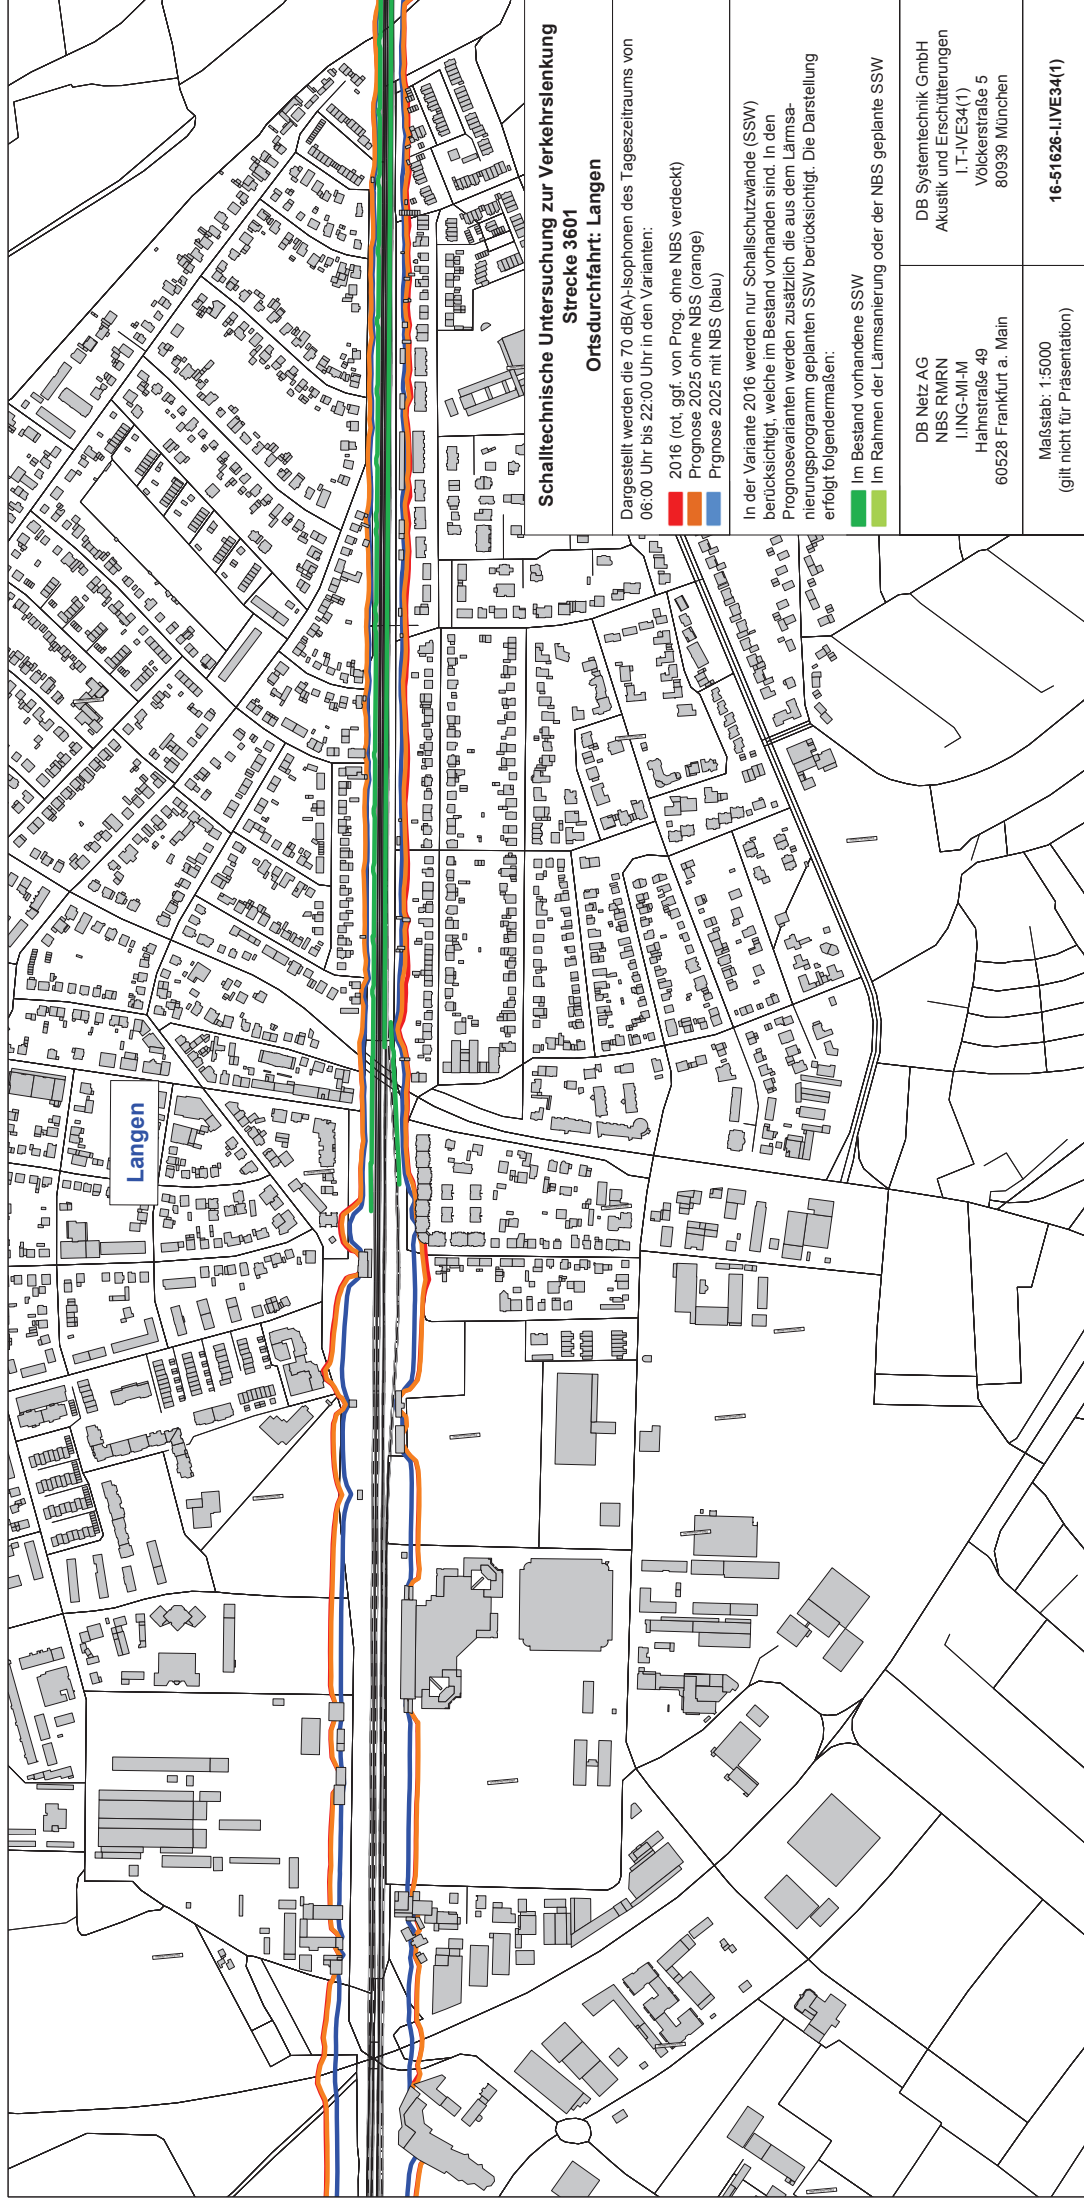 Langen
Schalltechnische Untersuchung zur Verkehrslenkung
Strecke 3601
Ortsdurchfahrt: Langen
Dargestellt werden die 70 dB(A)-Isophonen des Tageszeitraums von
06:00 Uhr bis 22:00 Uhr in den Varianten:
2016 (rot, ggf. von Prog. ohne NBS verdeckt)
Prognose 2025 ohne NBS (orange)
Prgnose 2025 mit NBS (blau)
In der Variante 2016 werden nur Schallschutzwände (SSW)
berücksichtigt, welche im Bestand vorhanden sind. In den
Prognosevarianten werden zusätzlich die aus dem Lärmsa-
nierungsprogramm geplanten SSW berücksichtigt. Die Darstellung
erfolgt folgendermaßen:
Im Bestand vorhandene SSW
Im Rahmen der Lärmsanierung oder der NBS geplante SSW
DB Netz AG
NBS RMRN
I.ING-MI-M
Hahnstraße 49
60528 Frankfurt a. Main
DB Systemtechnik GmbH
Akustik und Erschütterungen
I.T-IVE34(1)
Völckerstraße 5
80939 München
Maßstab: 1:5000
(gilt nicht für Präsentation)
16-51626-I.IVE34(1)